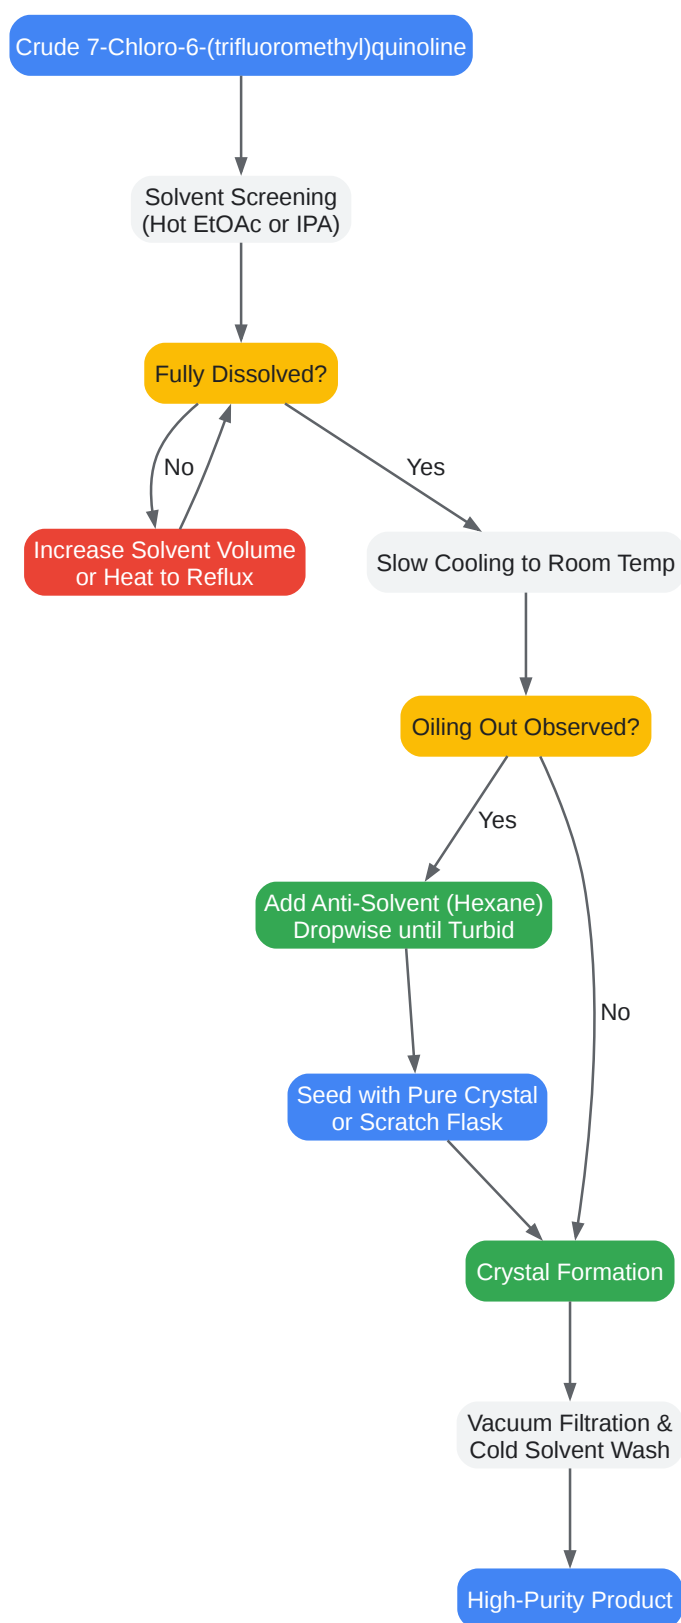 Crude 7-Chloro-6-(trifluoromethyl)quinoline
Solvent Screening
(Hot EtOAc or IPA)
Fully Dissolved?
No
Yes
Increase Solvent Volume
or Heat to Reflux
Slow Cooling to Room Temp
Oiling Out Observed?
Yes
Add Anti-Solvent (Hexane)
Dropwise until Turbid
No
Seed with Pure Crystal
or Scratch Flask
Crystal Formation
Vacuum Filtration &
Cold Solvent Wash
High-Purity Product